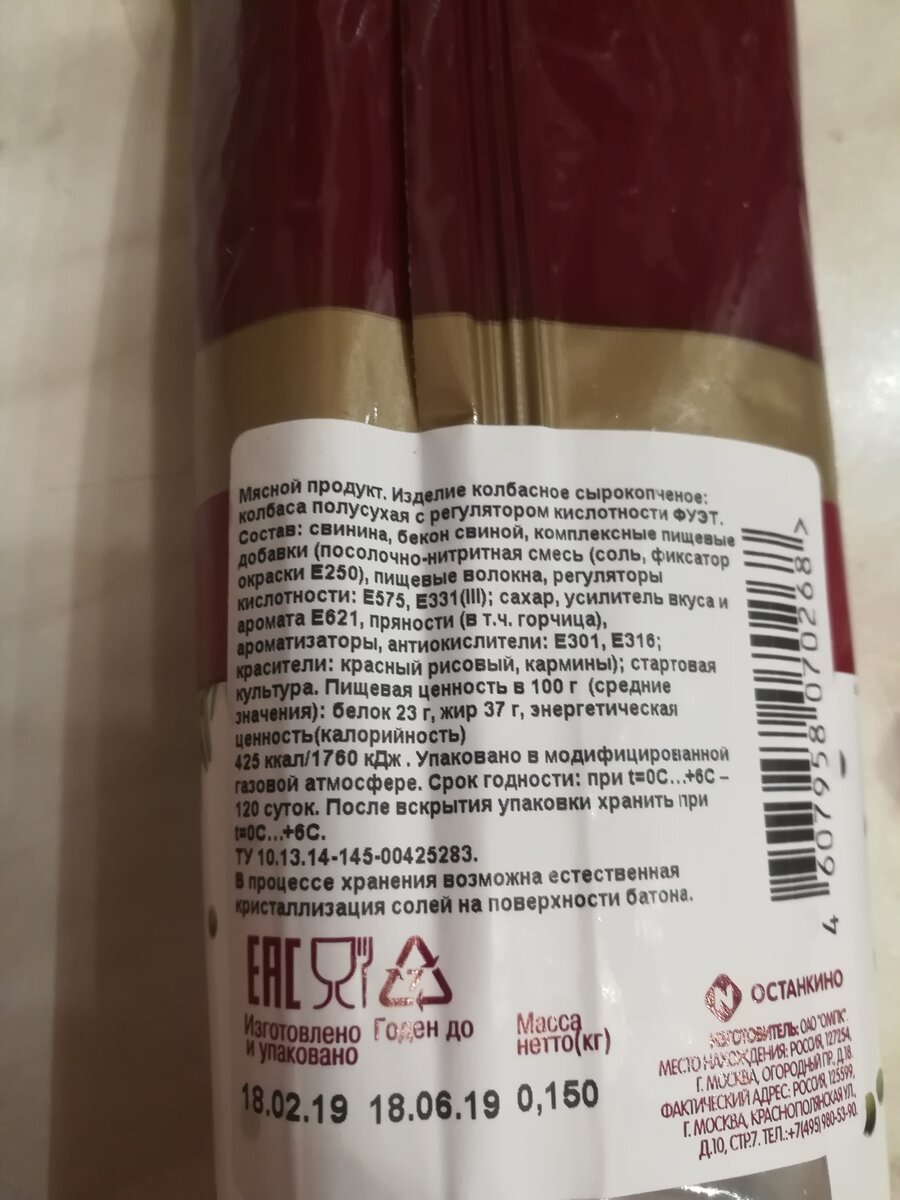 Мясной продукт. Изделие колбасное сырокопченое:
колбаса полусухая с регулятором кислотности ФУЭТ.
Состав: свинина, бекон свиной, комплексные пищевые
добавки (посолочно-нитритная смесь (соль, фиксатор
окраски Е250), пищевые волокна, регуляторы
кислотности: Е575, Е331(III); сахар, усилитель вкуса и
аромата Е621, пряности (в т.ч. горчица),
ароматизаторы, антиокислители: Е301, Е316;
красители: красный рисовый, кармины); стартовая
культура. Пищевая ценность в 100 г (средние
значения): белок 23 г, жир 37 г, энергетическая
ценность(калорийность)
425 ккал/1760 кДж . Упаковано в модифицированной
газовой атмосфере. Срок годности: при t=0С...+6С –
120 суток. После вскрытия упаковки хранить при
t=0С...+6С.
ТУ 10.13.14-145-00425283.
В процессе хранения возможна естественная
кристаллизация солей на поверхности батона.
4 607958 070268 >
EAC
7
Изготовлено
и упаковано
Годен до
Масса
нетто(кг)
18.02.19 18.06.19 0,150
ОСТАНКИНО
ИЗГОТОВИТЕЛЬ: ОАО "ОМПК".
МЕСТО НАХОЖДЕНИЯ: РОССИЯ, 127254,
Г. МОСКВА, ОГОРОДНЫЙ ПР., Д.18.
ФАКТИЧЕСКИЙ АДРЕС: РОССИЯ, 125599,
Г. МОСКВА, КРАСНОПОЛЯНСКАЯ УЛ.,
Д.10, СТР.7. ТЕЛ.:+7(495) 980-53-90.